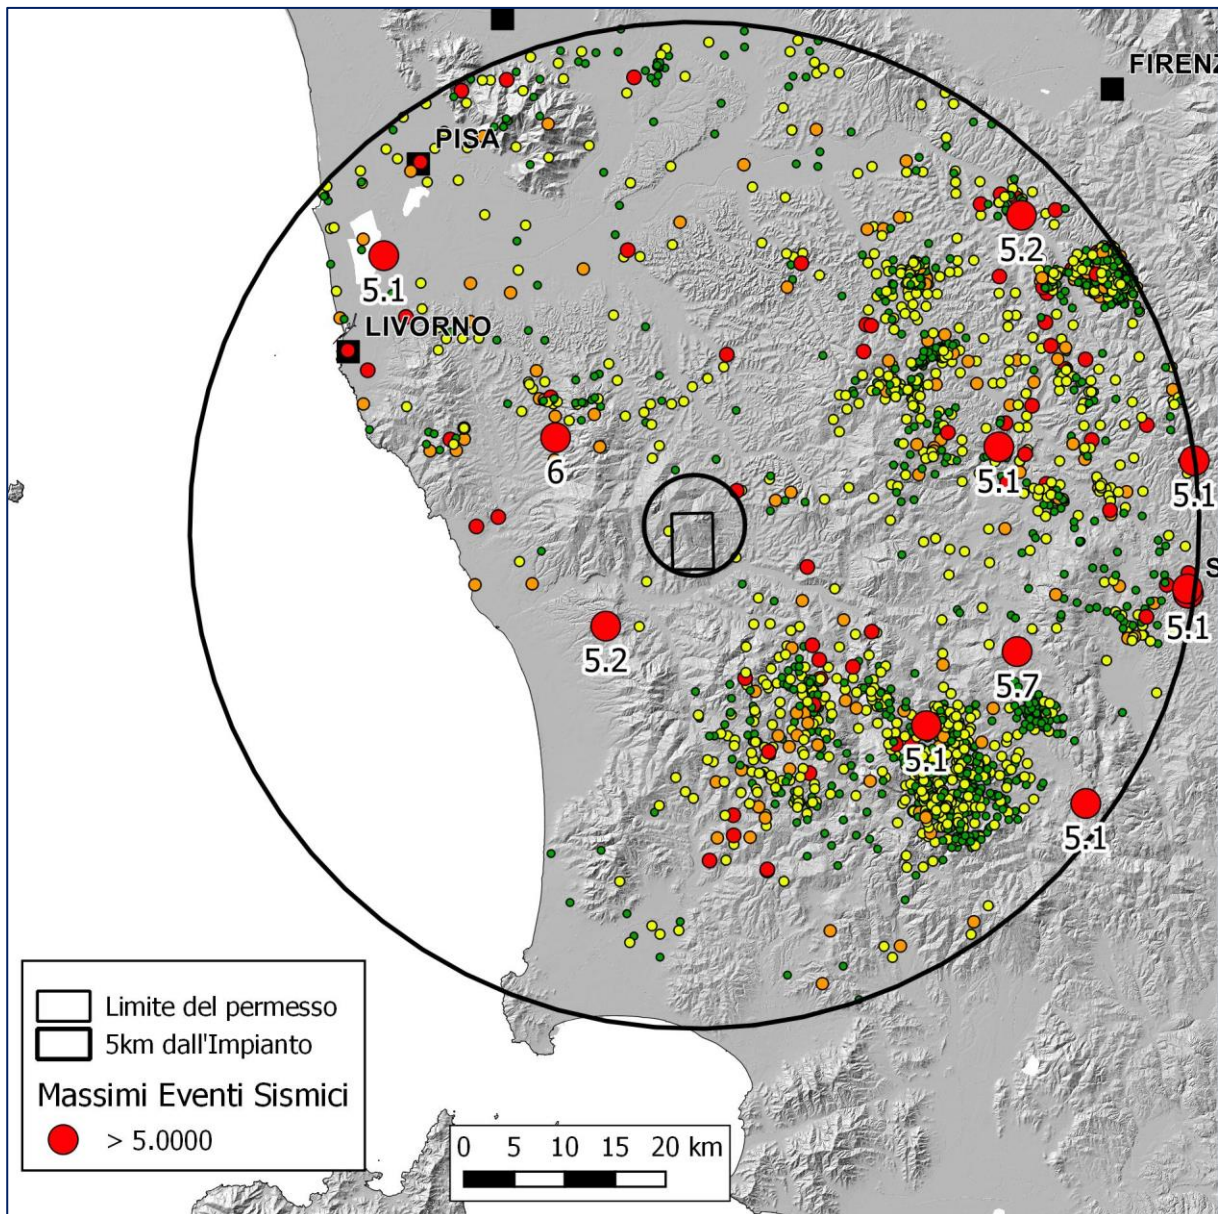 FIRENZ
PISA
5.2
5.1
LIVORNO
6
5.1
5.1
S
5.1
5.2
5.7
5.1
5.1
Limite del permesso
5km dall'Impianto
Massimi Eventi Sismici
> 5.0000
0 5 10 15 20 km